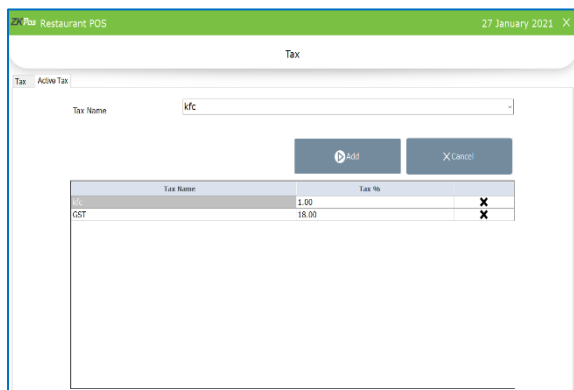 ZKPos Restaurant POS 27 January 2021 X
Tax
Tax Active Tax
Tax Name kfc
Add X Cancel
Tax Name Tax %
kfc 1.00 X
GST 18.00 X